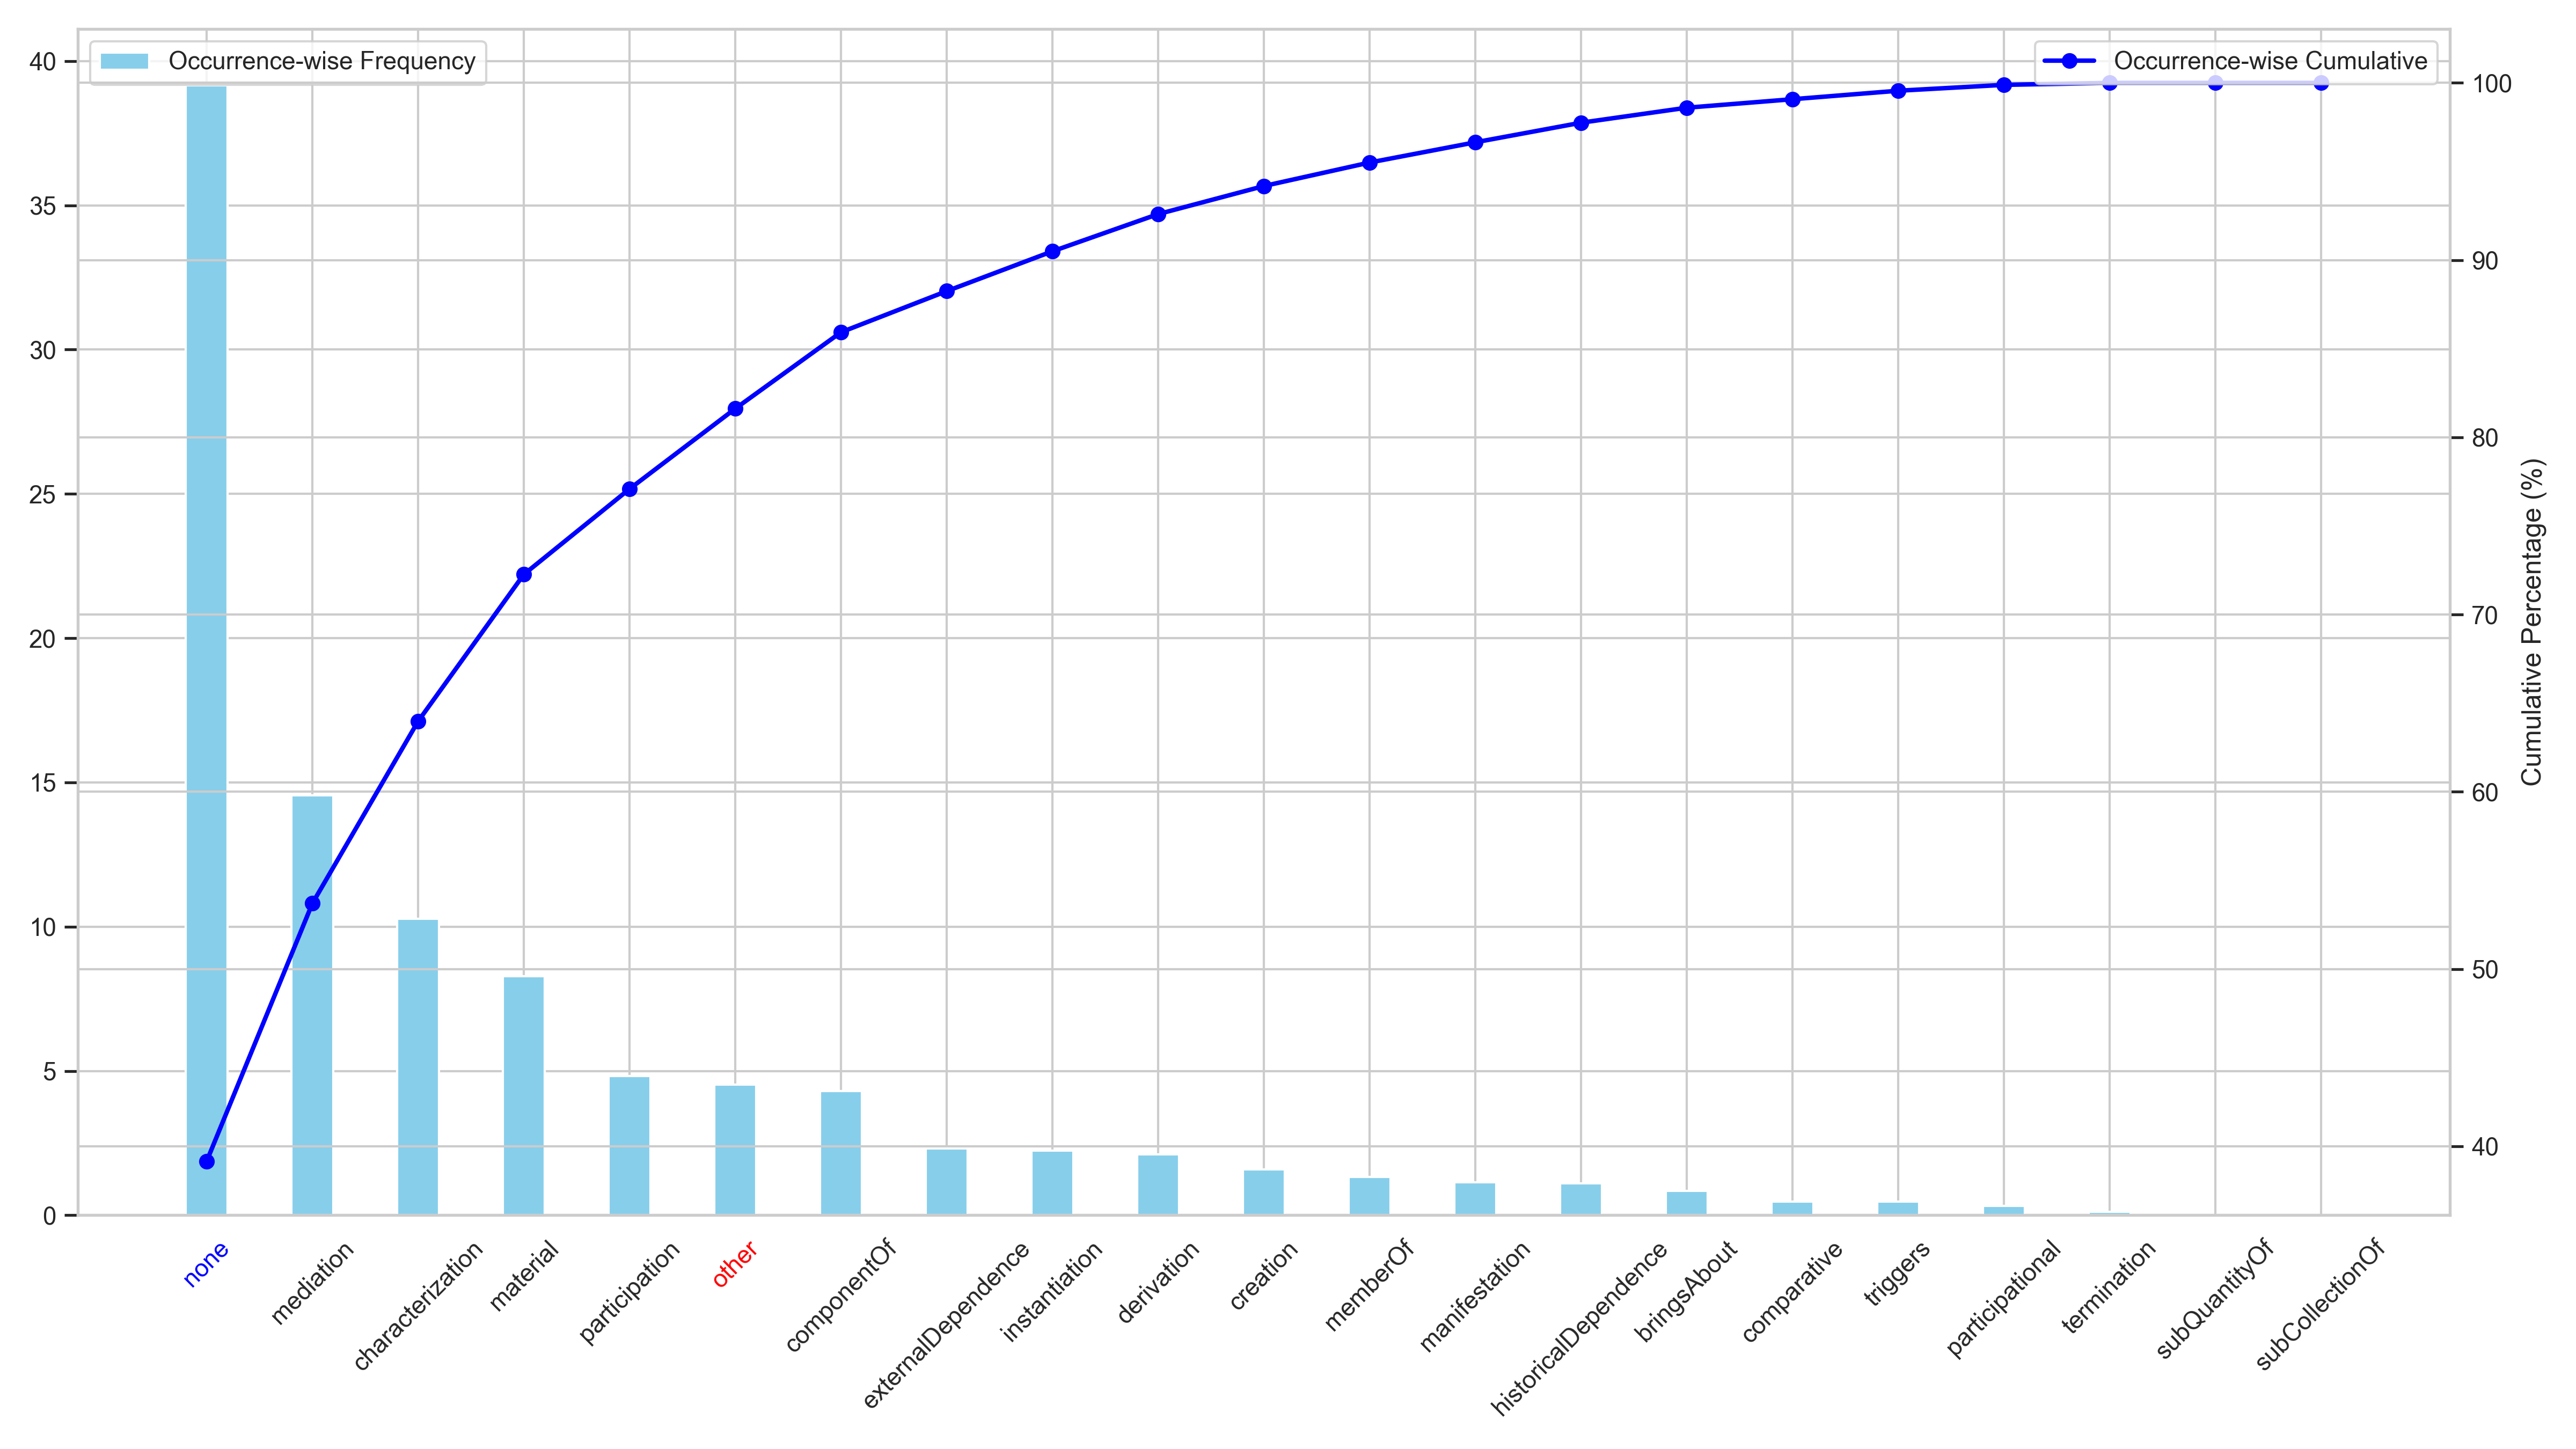 Occurrence-wise Frequency
Occurrence-wise Cumulative
40
35
30
25
20
15
10
5
0
100
90
80
70
60
50
40
Cumulative Percentage (%)
none
mediation
characterization
material
participation
other
componentOf
externalDependence
instantiation
derivation
creation
memberOf
manifestation
historicalDependence
bringsAbout
comparative
triggers
participational
termination
subQuantityOf
subCollectionOf